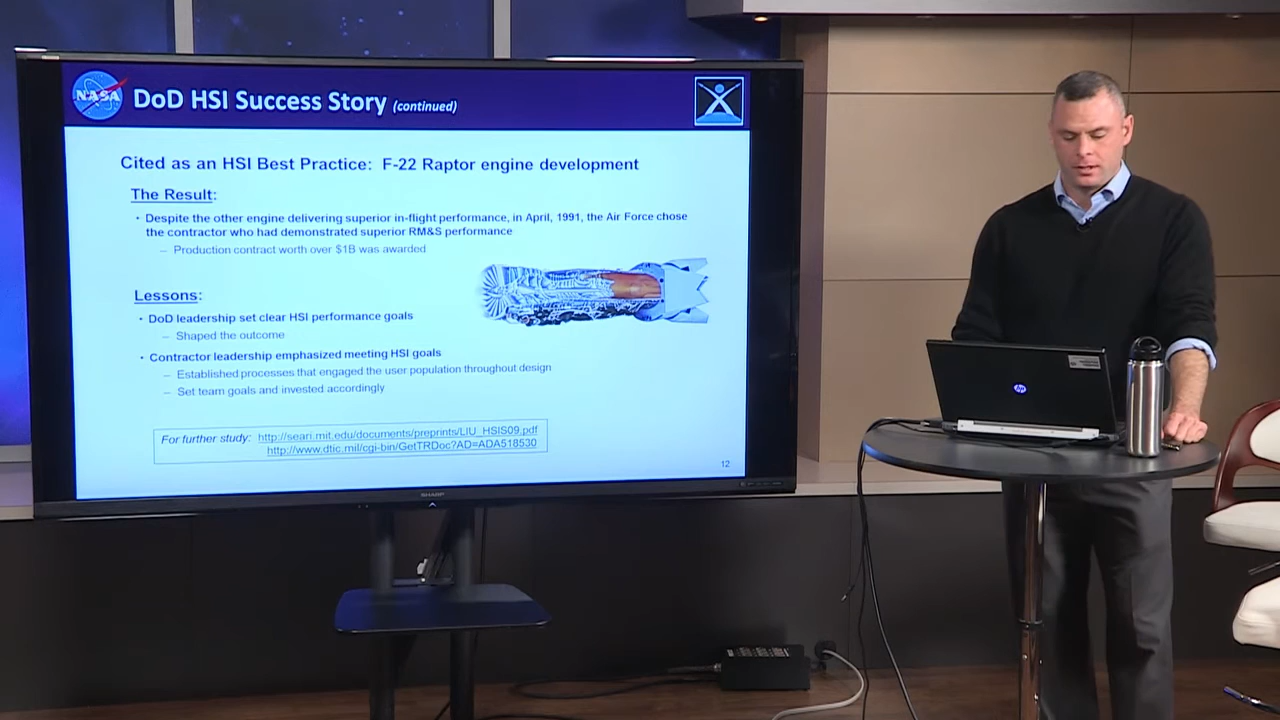 NASA
DoD HSI Success Story (continued)
Cited as an HSI Best Practice: F-22 Raptor engine development
The Result:
• Despite the other engine delivering superior in-flight performance, in April, 1991, the Air Force chose
the contractor who had demonstrated superior RM&S performance
– Production contract worth over $1B was awarded
Lessons:
• DoD leadership set clear HSI performance goals
– Shaped the outcome
• Contractor leadership emphasized meeting HSI goals
– Established processes that engaged the user population throughout design
– Set team goals and invested accordingly
For further study: http://seari.mit.edu/documents/preprints/LIU_HSIS09.pdf
http://www.dtic.mil/cgi-bin/GetTRDoc?AD=ADA518530
12
SHARP
hp